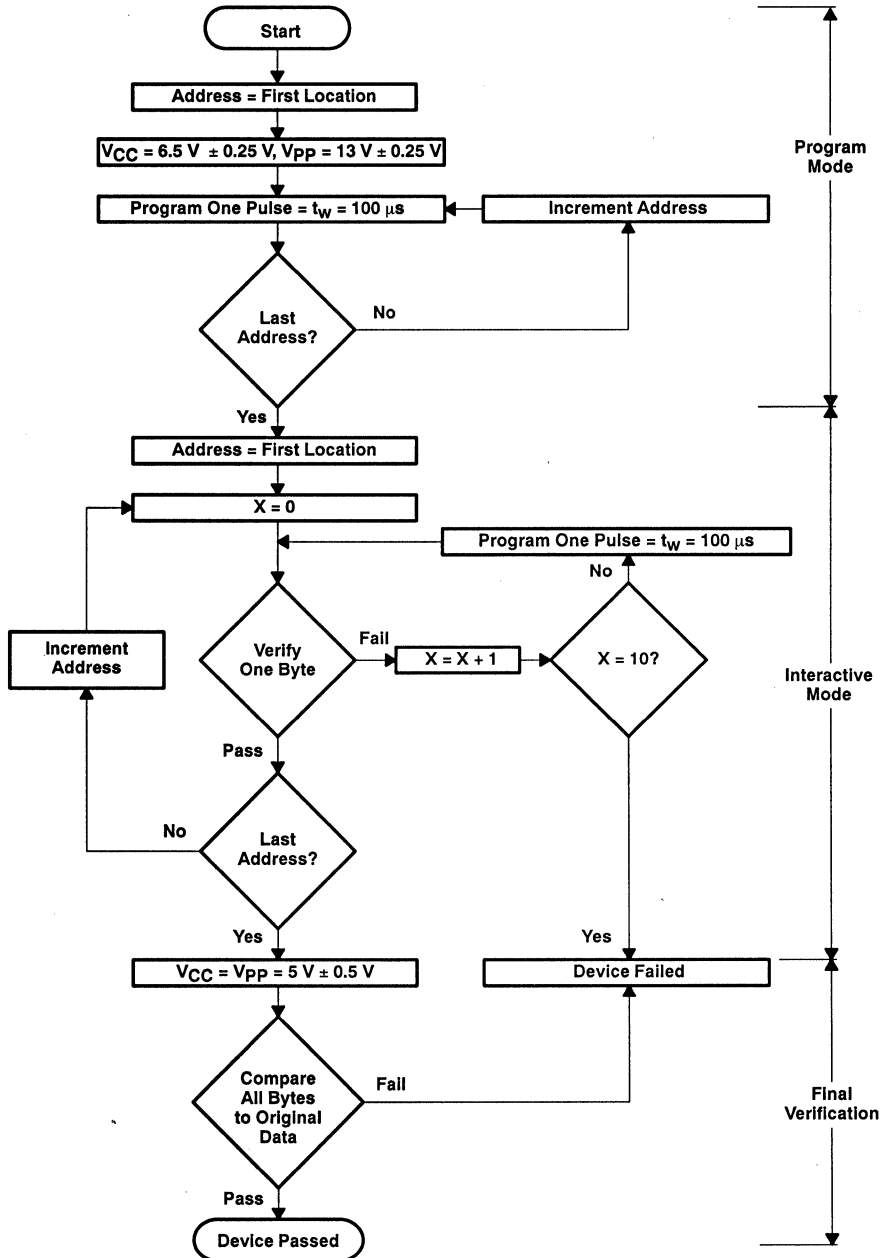 Start
Address = First Location
VCC = 6.5 V ± 0.25 V, VPP = 13 V ± 0.25 V
Program One Pulse = tw = 100 µs
Increment Address
Program
Mode
Last
Address?
No
Yes
Address = First Location
X = 0
Program One Pulse = tw = 100 µs
No
Increment
Address
Verify
One Byte
Fail
X = X + 1
X = 10?
Interactive
Mode
Pass
Last
Address?
No
Yes
Yes
VCC = VPP = 5 V ± 0.5 V
Device Failed
Compare
All Bytes
to Original
Data
Fail
Final
Verification
Pass
Device Passed